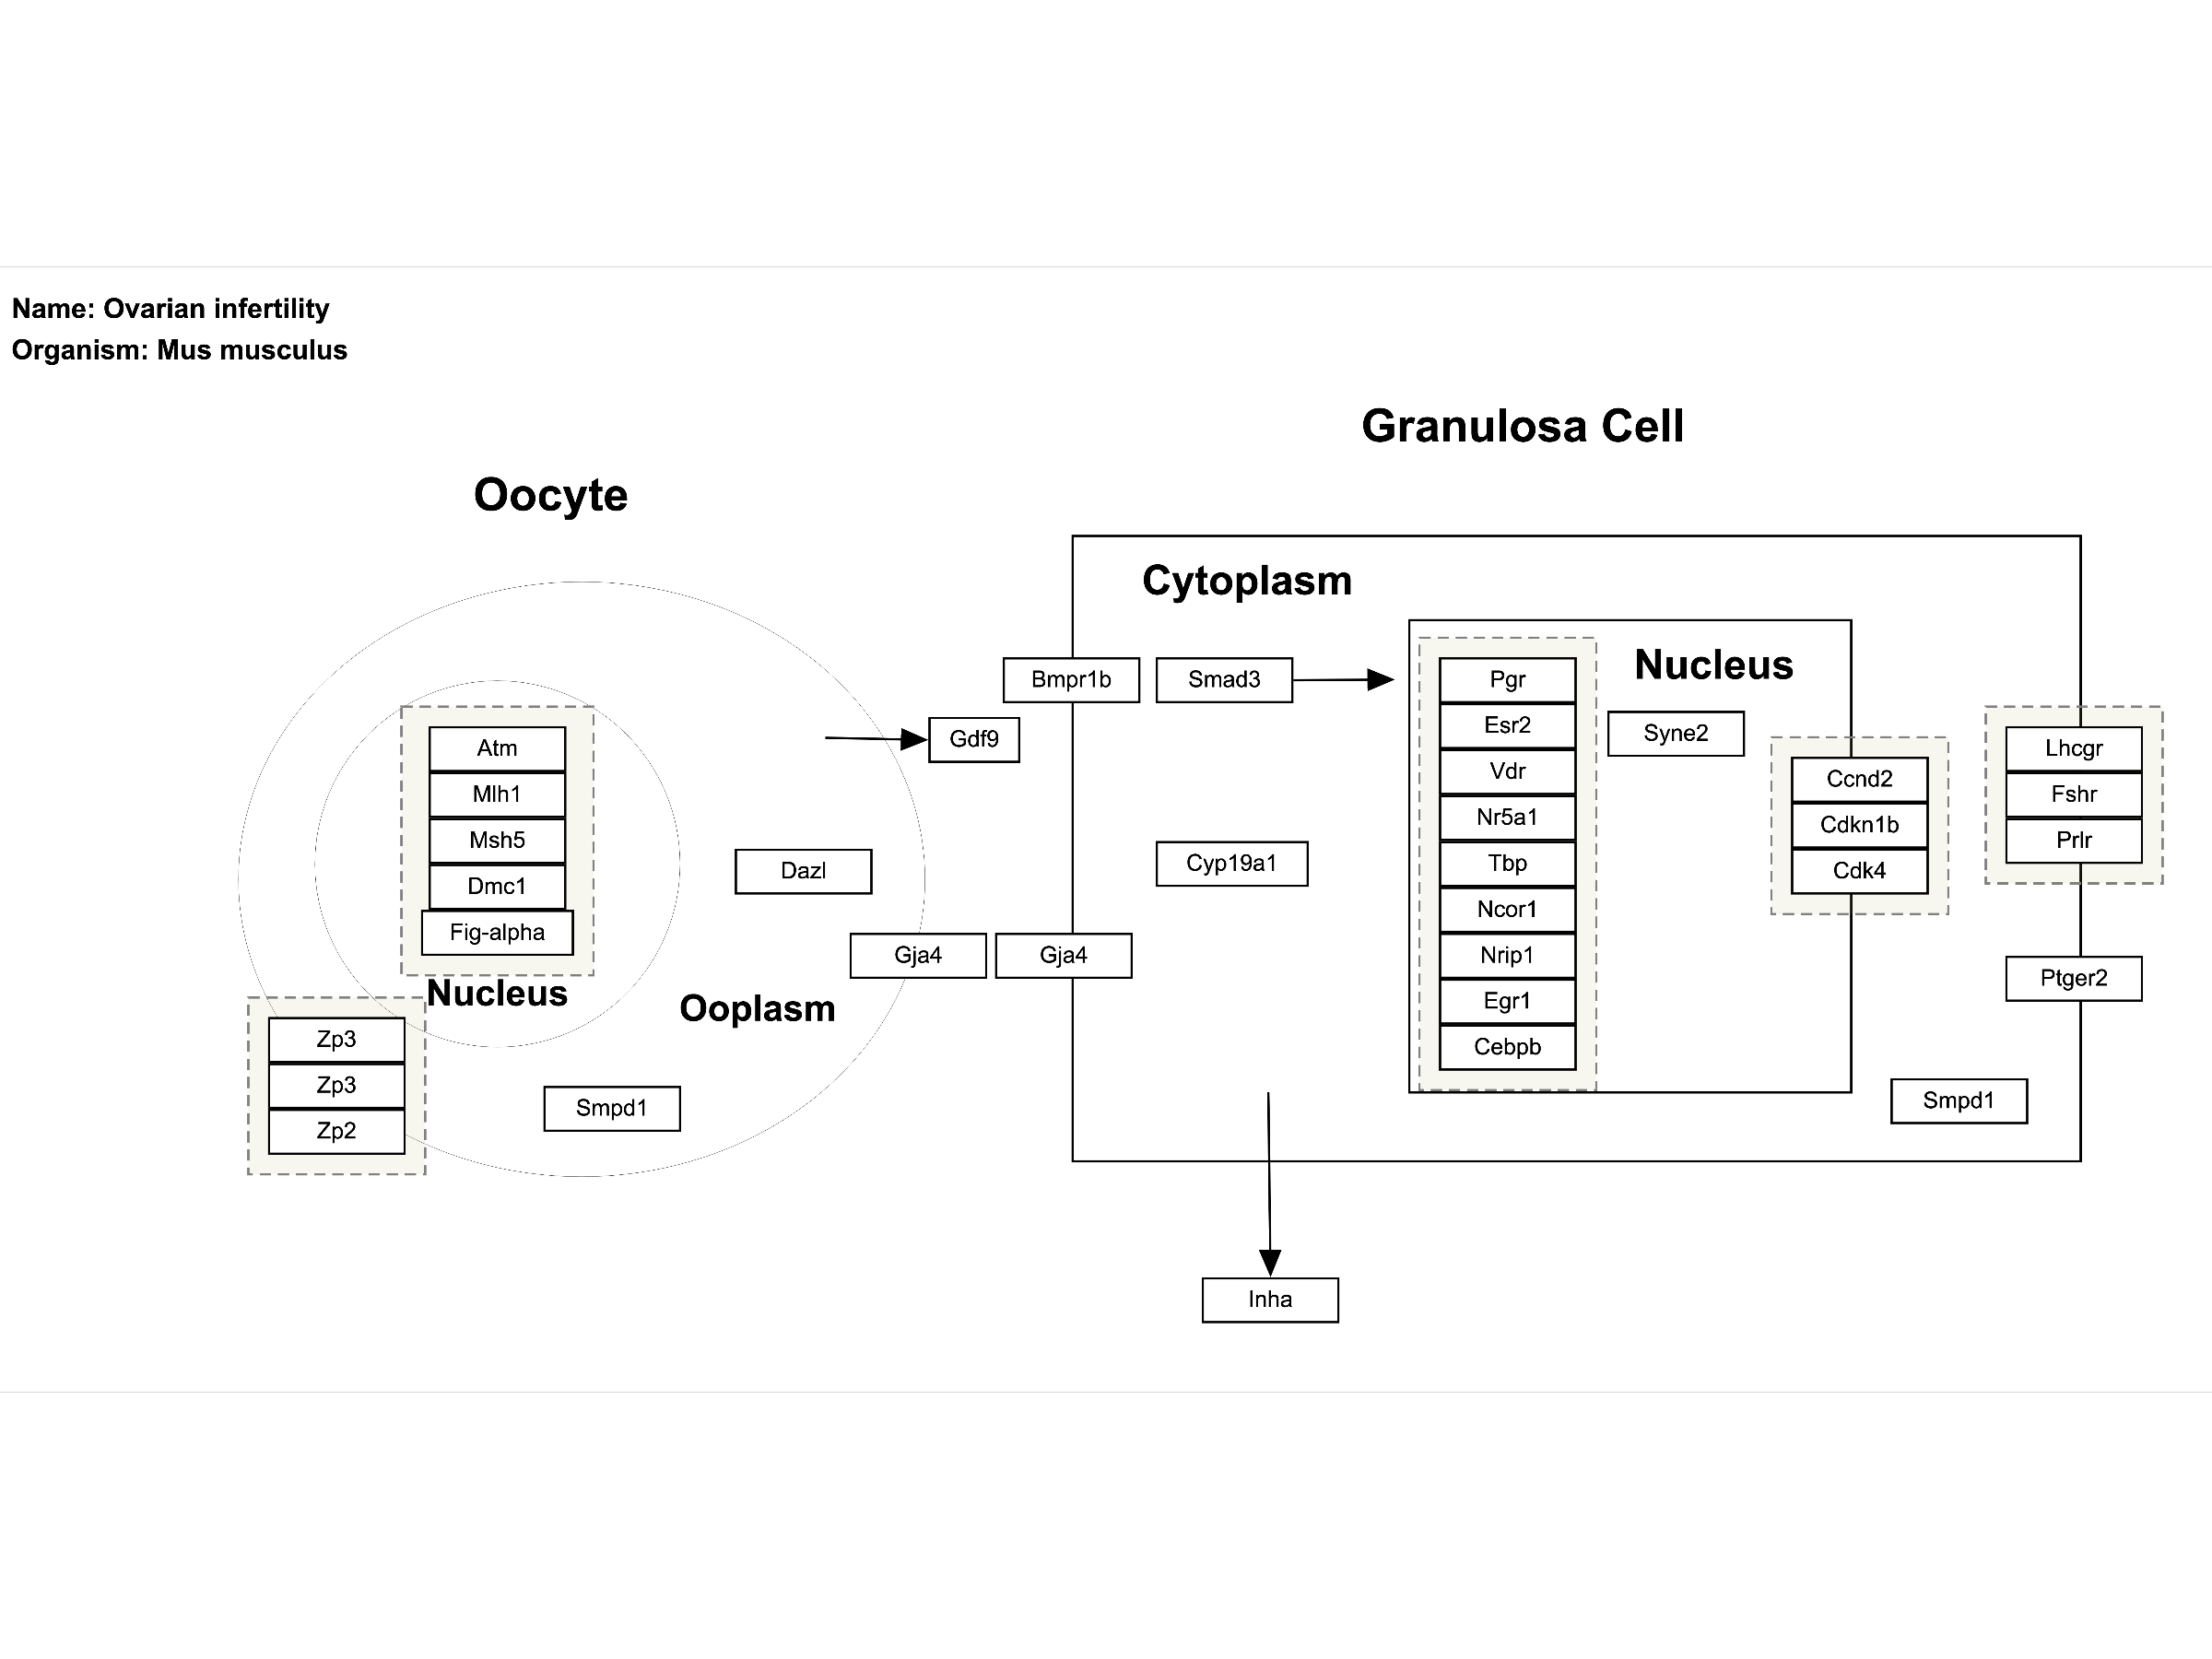 Name: Ovarian infertility
Organism: Mus musculus
Granulosa Cell
Oocyte
Cytoplasm
Nucleus
Bmpr1b
Smad3
Pgr
Esr2
Vdr
Nr5a1
Tbp
Ncor1
Nrip1
Egr1
Cebpb
Syne2
Gdf9
Atm
Mlh1
Msh5
Dmc1
Fig-alpha
Nucleus
Dazl
Cyp19a1
Ccnd2
Cdkn1b
Cdk4
Lhcgr
Fshr
Prlr
Gja4
Gja4
Ptger2
Ooplasm
Zp3
Zp3
Zp2
Smpd1
Smpd1
Inha